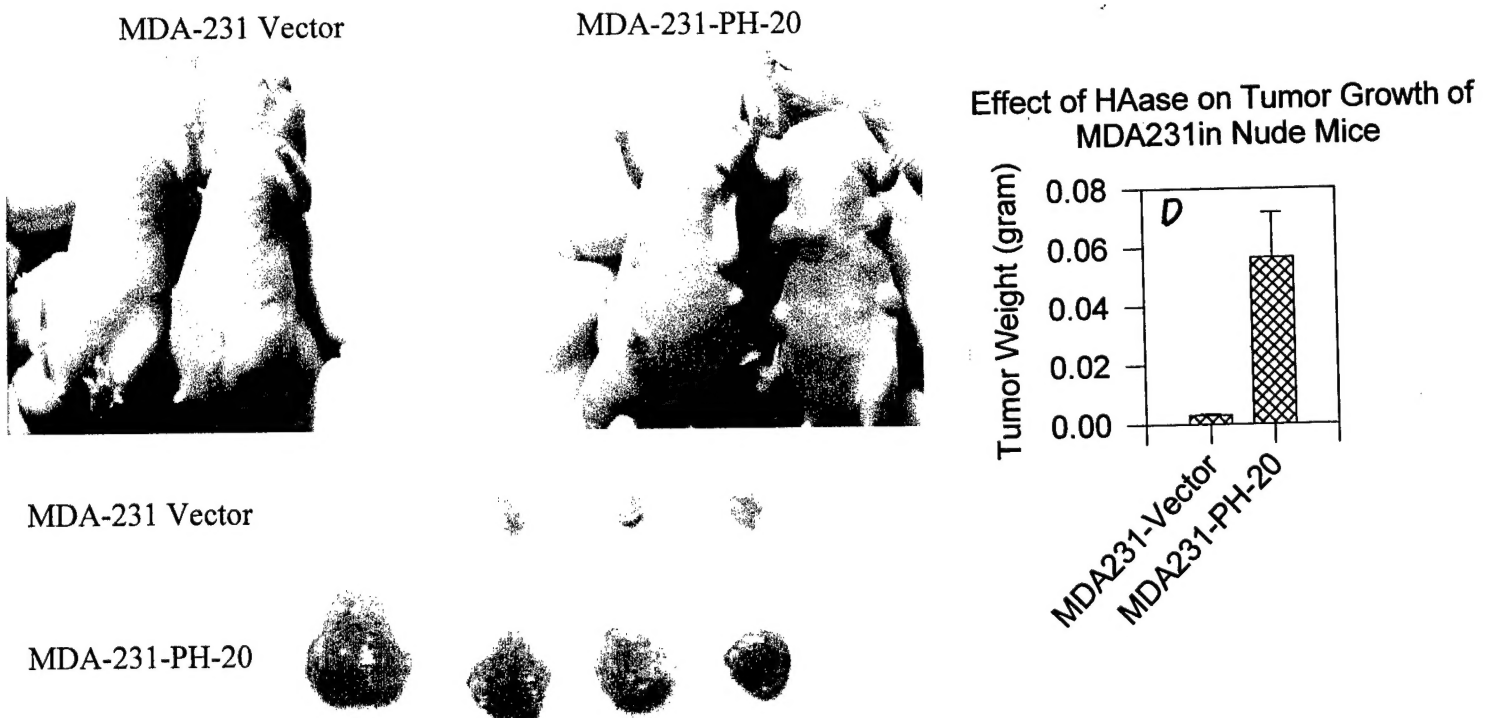 MDA-231 Vector
MDA-231-PH-20
Effect of HAase on Tumor Growth of
MDA231in Nude Mice
Tumor Weight (gram)
0.08
0.06
0.04
0.02
0.00
D
MDA231-Vector
MDA231-PH-20
MDA-231 Vector
MDA-231-PH-20